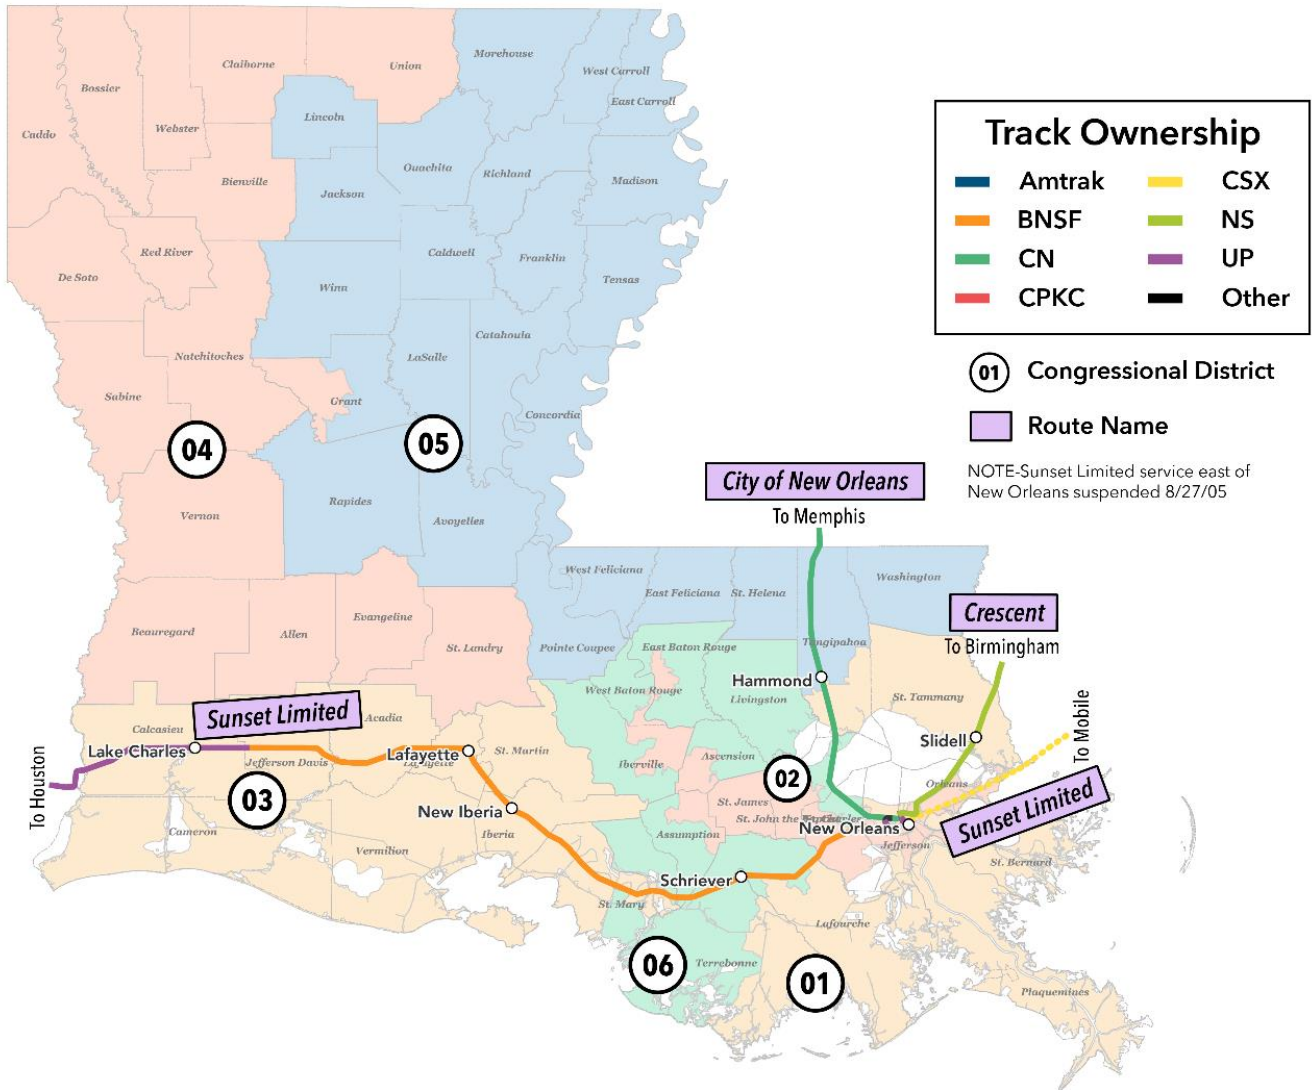 Morehouse
Claiborne
Union
West Carroll
Bossier
East Carroll
Lincoln
Webster
Caddo
Ouachita
Richland
Bienville
Madison
Jackson
Red River
Caldwell
Franklin
De Soto
Winn
Tensas
Catahoula
Natchitoches
LaSalle
Sabine
Grant
Concordia
04
05
Rapides
Vernon
Avoyelles
Track Ownership
Amtrak
CSX
BNSF
NS
CN
UP
CPKC
Other
01 Congressional District
Route Name
NOTE-Sunset Limited service east of
New Orleans suspended 8/27/05
City of New Orleans
To Memphis
West Feliciana
East Feliciana
St. Helena
Washington
Crescent
To Birmingham
Beauregard
Allen
Evangeline
St. Landry
Pointe Coupee
East Baton Rouge
Tangipahoa
Hammond
West Baton Rouge
Livingston
St. Tammany
Sunset Limited
Calcasieu
Acadia
Lake Charles
Jefferson Davis
Lafayette
St. Martin
Slidell
To Mobile
To Houston
Iberville
Ascension
Orleans
03
02
St. James
Sunset Limited
New Iberia
St. John the
New Orleans
Cameron
Iberia
Assumption
Jefferson
Vermilion
St. Bernard
Schriever
St. Mary
Lafourche
06
Terrebonne
01
Plaquemines